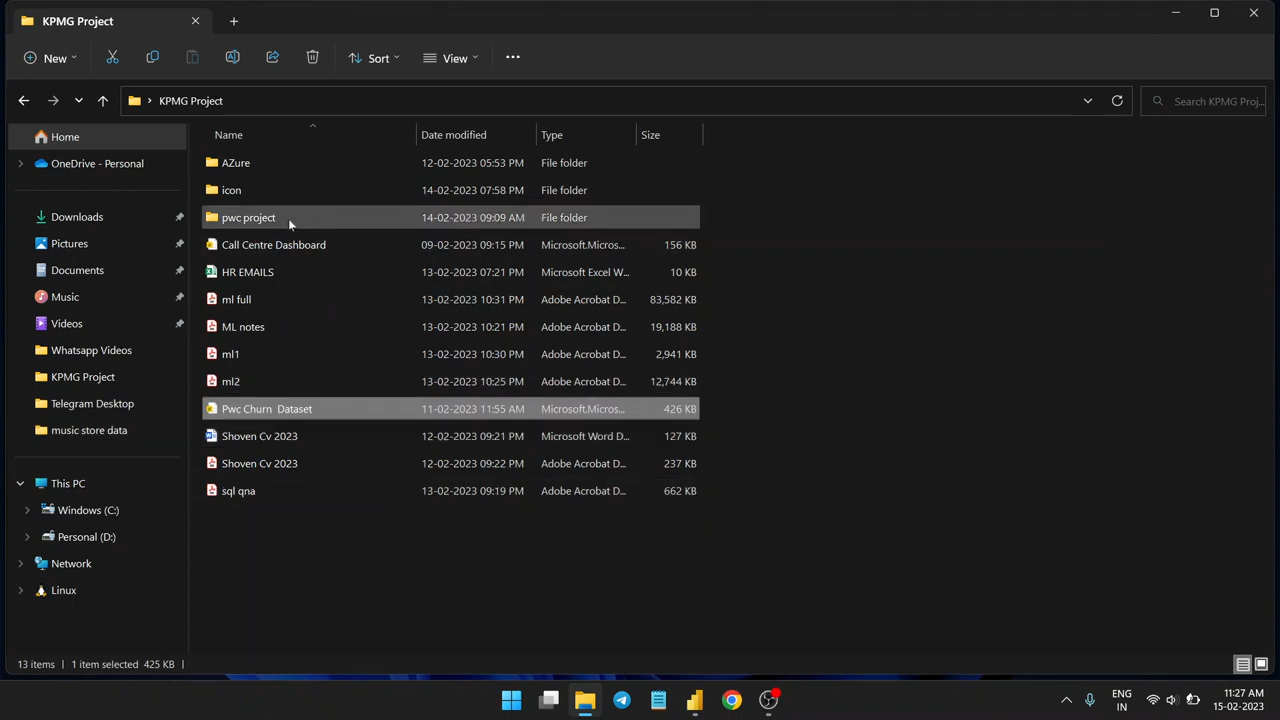 KPMG Project
New
Sort
View
KPMG Project
Search KPMG Proj...
Name Date modified Type Size
Home
OneDrive - Personal
Downloads
Pictures
Documents
Music
Videos
Whatsapp Videos
KPMG Project
Telegram Desktop
music store data
This PC
Windows (C:)
Personal (D:)
Network
Linux
AZure 12-02-2023 05:53 PM File folder
icon 14-02-2023 07:58 PM File folder
pwc project 14-02-2023 09:09 AM File folder
Call Centre Dashboard 09-02-2023 09:15 PM Microsoft.Micros... 156 KB
HR EMAILS 13-02-2023 07:21 PM Microsoft Excel W... 10 KB
ml full 13-02-2023 10:31 PM Adobe Acrobat D... 83,582 KB
ML notes 13-02-2023 10:21 PM Adobe Acrobat D... 19,188 KB
ml1 13-02-2023 10:30 PM Adobe Acrobat D... 2,941 KB
ml2 13-02-2023 10:25 PM Adobe Acrobat D... 12,744 KB
Pwc Churn  Dataset 11-02-2023 11:55 AM Microsoft.Micros... 426 KB
Shoven Cv 2023 12-02-2023 09:21 PM Microsoft Word D... 127 KB
Shoven Cv 2023 12-02-2023 09:22 PM Adobe Acrobat D... 237 KB
sql qna 13-02-2023 09:19 PM Adobe Acrobat D... 662 KB
13 items 1 item selected 425 KB
ENG
IN
11:27 AM
15-02-2023